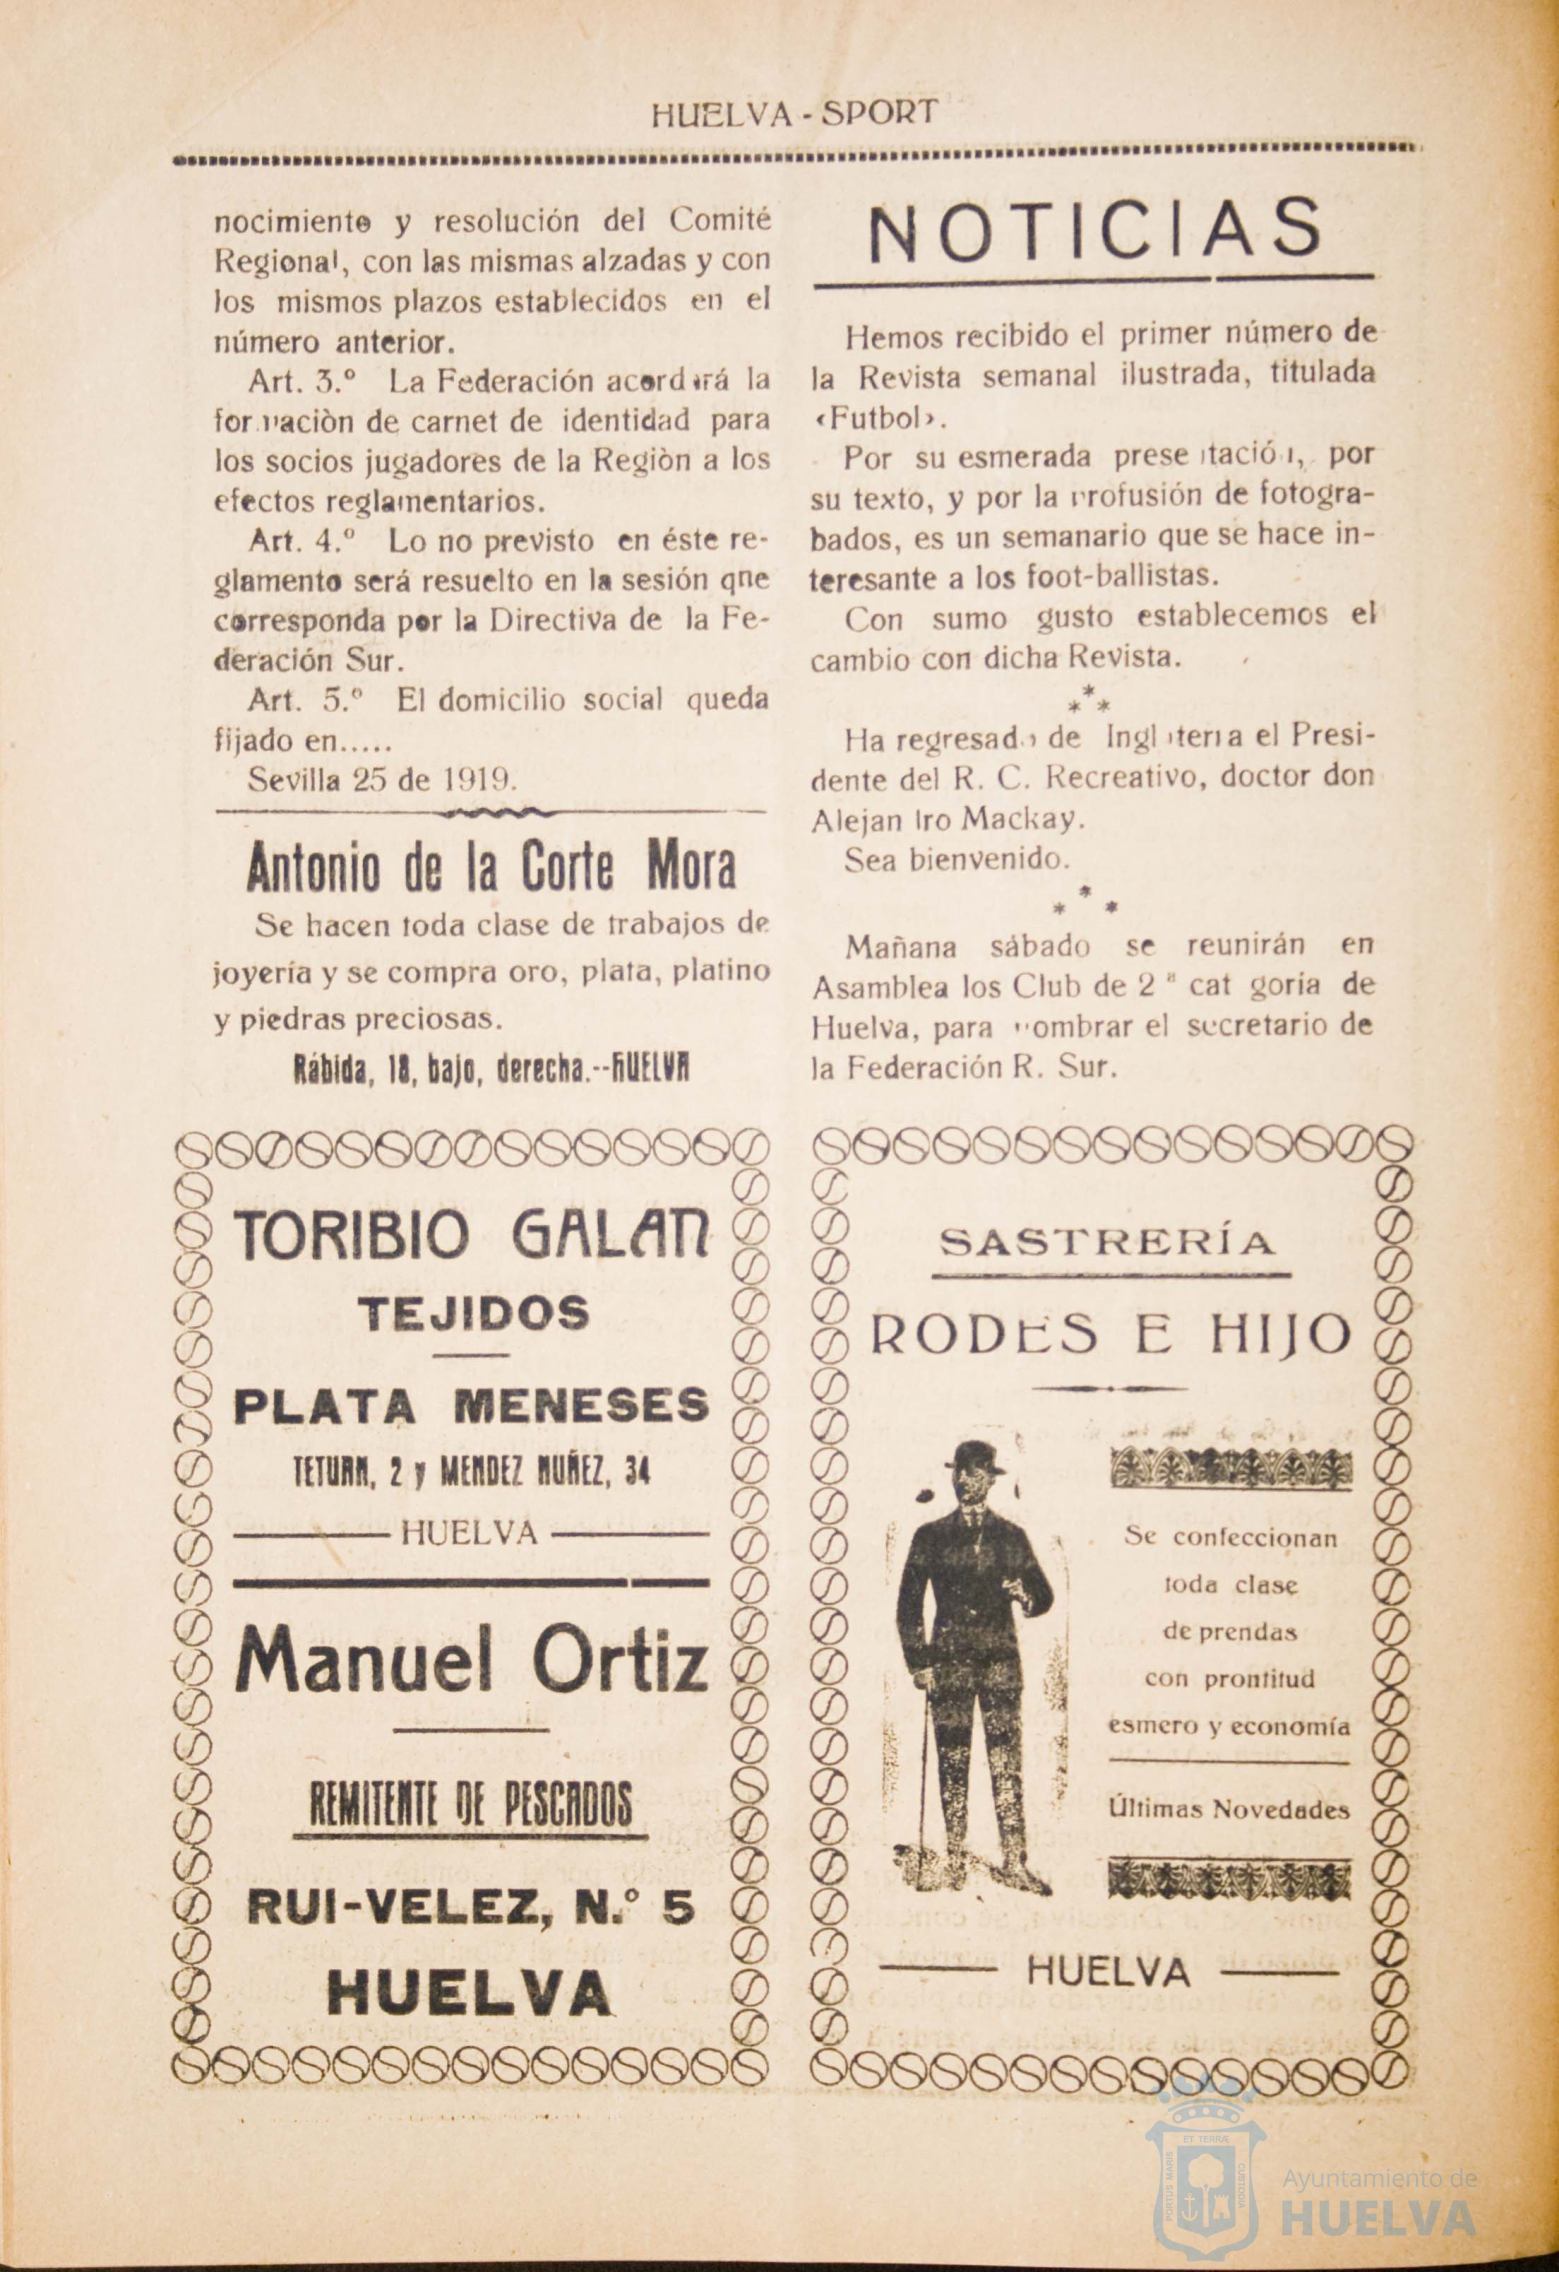 HUELVA - SPORT
nocimiento y resolución del Comité
Regional, con las mismas alzadas y con
los mismos plazos establecidos en el
número anterior.
Art. 3.º La Federación acordará la
formaciòn de carnet de identidad para
los socios jugadores de la Regiòn a los
efectos reglamentarios.
Art. 4.º Lo no previsto en éste re-
glamento será resuelto en la sesión qne
corresponda por la Directiva de la Fe-
deración Sur.
Art. 5.º El domicilio social queda
fijado en.....
Sevilla 25 de 1919.
Antonio de la Corte Mora
Se hacen toda clase de trabajos de
joyería y se compra oro, plata, platino
y piedras preciosas.
Rábida, 18, bajo, derecha.--HUELVA
NOTICIAS
Hemos recibido el primer número de
la Revista semanal ilustrada, titulada
‹Futbol›.
Por su esmerada presentación, por
su texto, y por la profusión de fotogra-
bados, es un semanario que se hace in-
teresante a los foot-ballistas.
Con sumo gusto establecemos el
cambio con dicha Revista.
* * *
Ha regresado de Inglaterra el Presi-
dente del R. C. Recreativo, doctor don
Alejandro Mackay.
Sea bienvenido.
* * *
Mañana sábado se reunirán en
Asamblea los Club de 2 ª cat goria de
Huelva, para nombrar el secretario de
la Federación R. Sur.
TORIBIO GALAN
TEJIDOS
PLATA MENESES
TETUAN, 2 y MENDEZ NUÑEZ, 34
HUELVA
Manuel Ortiz
REMITENTE DE PESCADOS
RUI-VELEZ, N.º 5
HUELVA
SASTRERÍA
RODES E HIJO
Se confeccionan
toda clase
de prendas
con prontitud
esmero y economía
Últimas Novedades
HUELVA
PORTUS MARIS
ET TERRÆ
CUSTODIA
Ayuntamiento de
HUELVA